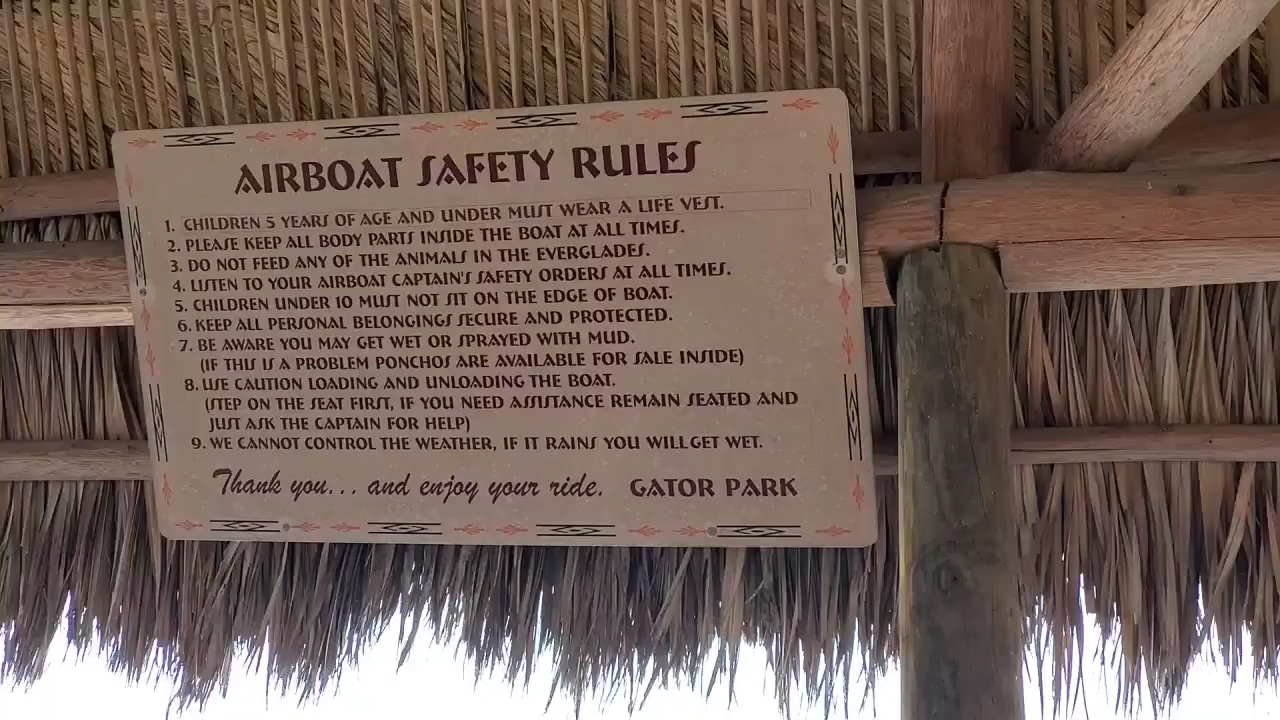 AIRBOAT SAFETY RULES
1. CHILDREN 5 YEARS OF AGE AND UNDER MUST WEAR A LIFE VEST.
2. PLEASE KEEP ALL BODY PARTS INSIDE THE BOAT AT ALL TIMES.
3. DO NOT FEED ANY OF THE ANIMALS IN THE EVERGLADES.
4. LISTEN TO YOUR AIRBOAT CAPTAIN'S SAFETY ORDERS AT ALL TIMES.
5. CHILDREN UNDER 10 MUST NOT SIT ON THE EDGE OF BOAT.
6. KEEP ALL PERSONAL BELONGINGS SECURE AND PROTECTED.
7. BE AWARE YOU MAY GET WET OR SPRAYED WITH MUD.
(IF THIS IS A PROBLEM PONCHOS ARE AVAILABLE FOR SALE INSIDE)
8. USE CAUTION LOADING AND UNLOADING THE BOAT.
(STEP ON THE SEAT FIRST, IF YOU NEED ASSISTANCE REMAIN SEATED AND
JUST ASK THE CAPTAIN FOR HELP)
9. WE CANNOT CONTROL THE WEATHER, IF IT RAINS YOU WILL GET WET.
Thank you... and enjoy your ride. GATOR PARK